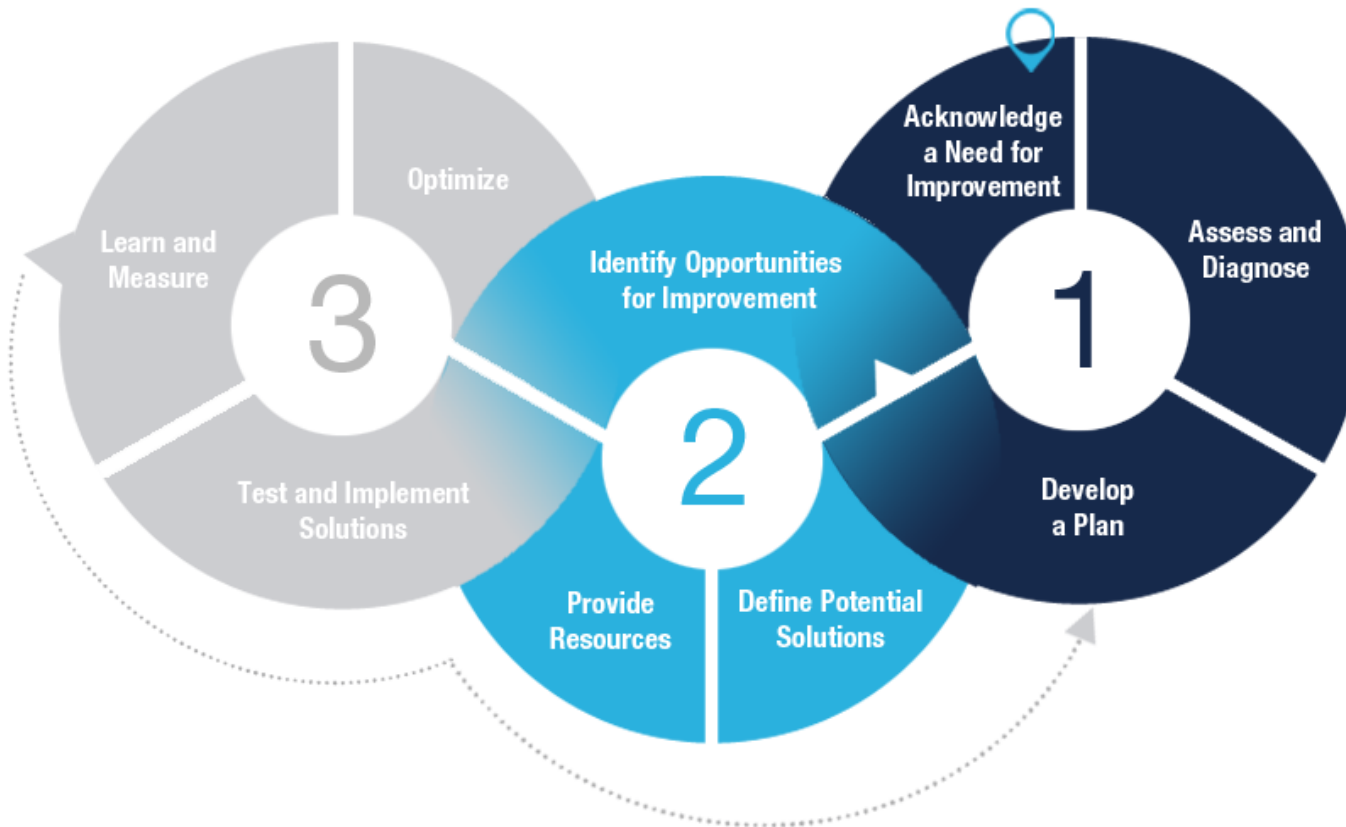 Optimize
Learn and
Measure
3
Test and Implement
Solutions
Identify Opportunities
for Improvement
2
Provide
Resources
Define Potential
Solutions
Acknowledge
a Need for
Improvement
1
Assess and
Diagnose
Develop
a Plan